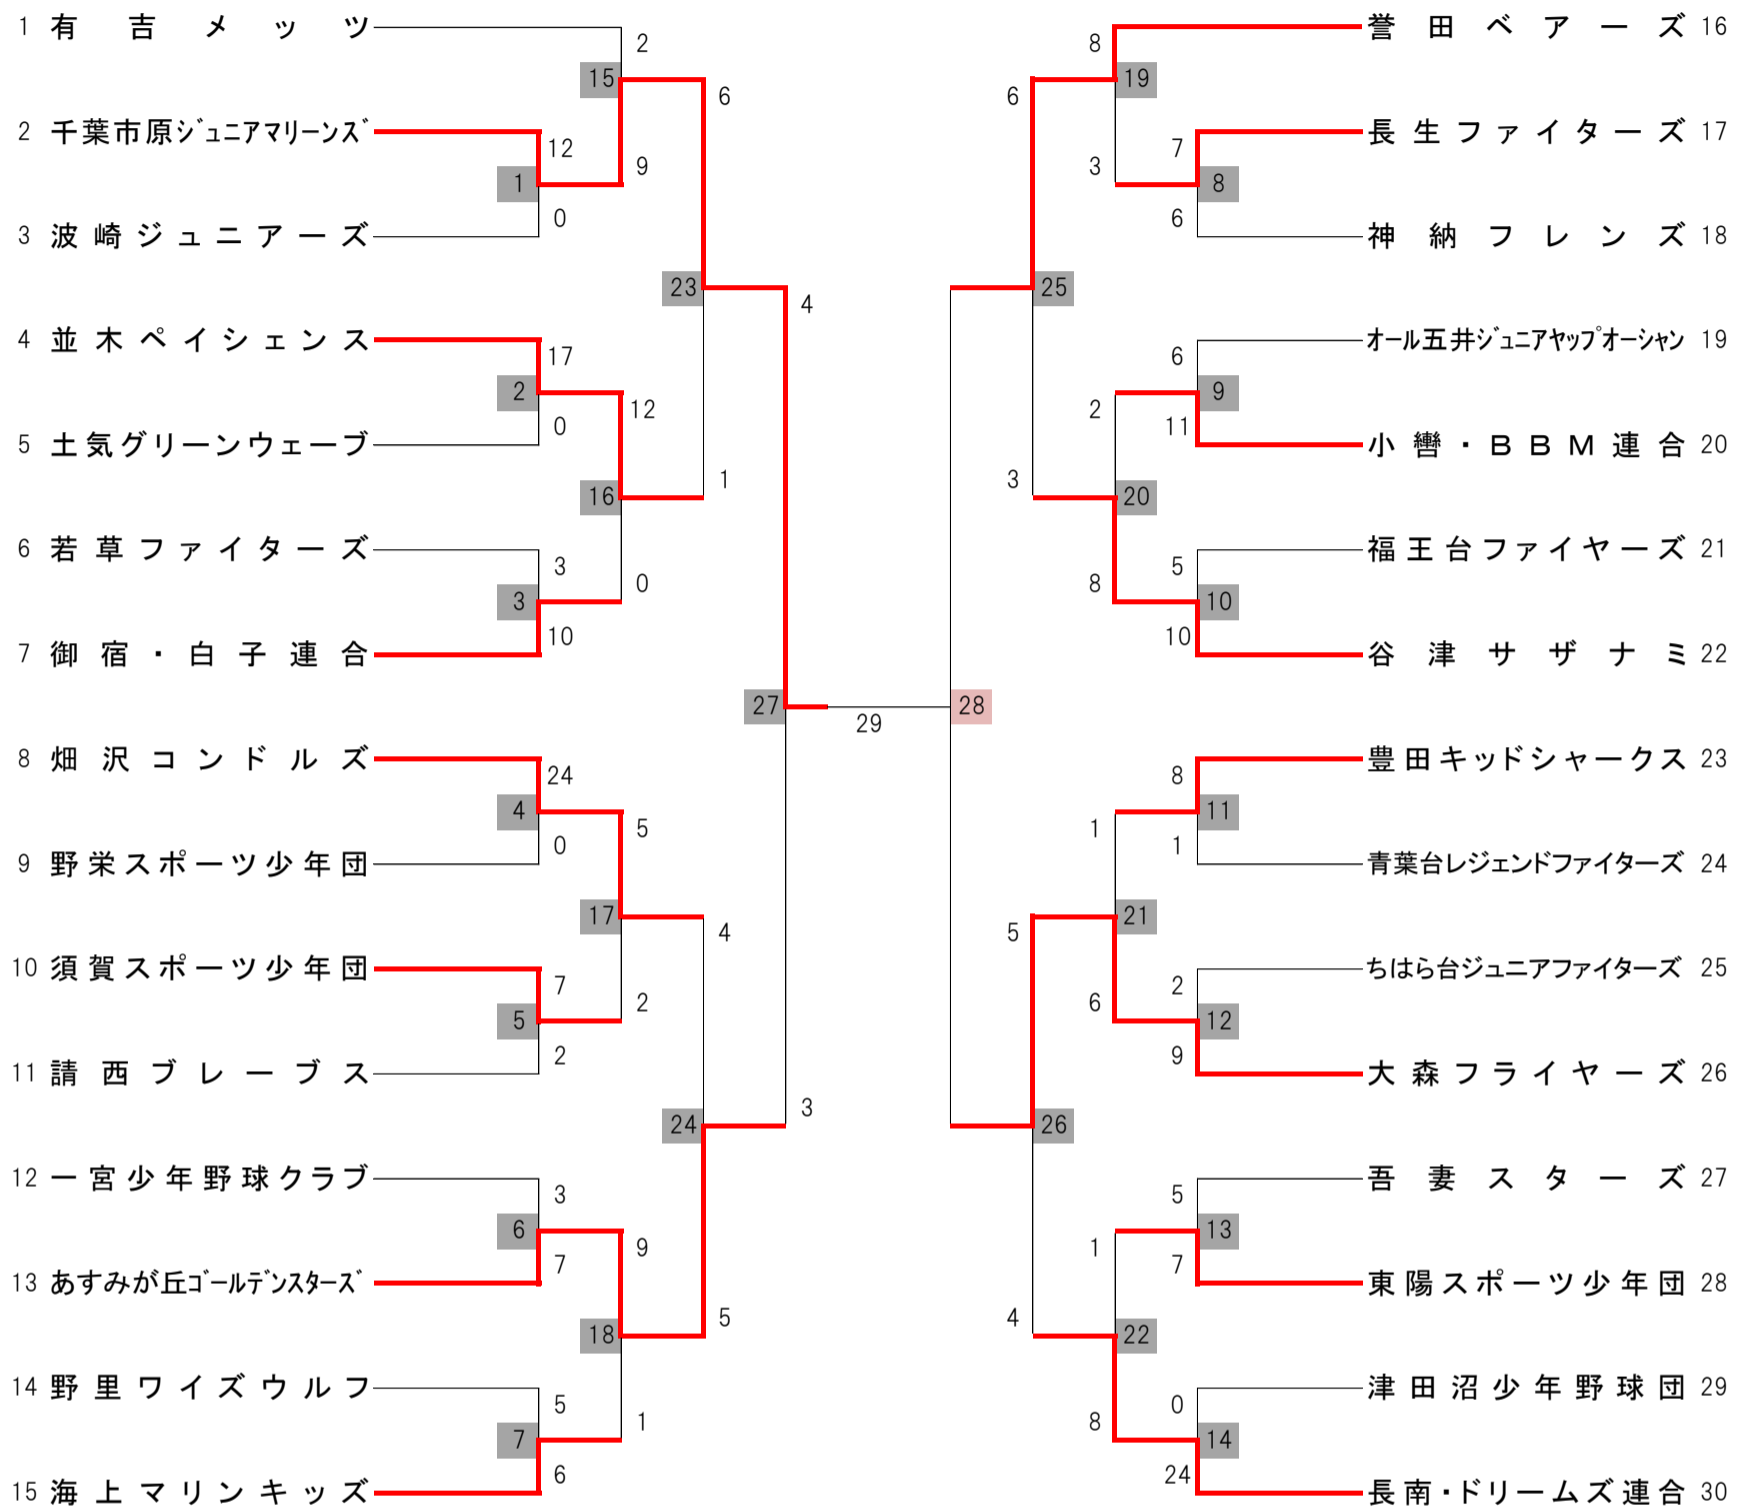 1 有吉メッツ 2 8 誉田ベアーズ 16
15 6 6 19
2 千葉市原ジュニアマリーンズ 12 9 3 7 長生ファイターズ 17
1 8
3 波崎ジュニアーズ 0 6 神納フレンズ 18
23 4 25
4 並木ペイシェンス 17 6 オール五井ジュニアヤップオーシャン 19
2 12 2 9
5 土気グリーンウェーブ 0 11 小轡・BBM連合 20
16 1 3 20
6 若草ファイターズ 3 0 8 5 福王台ファイヤーズ 21
3 10
7 御宿・白子連合 10 10 谷津サザナミ 22
27 29 28
8 畑沢コンドルズ 24 8 豊田キッドシャークス 23
4 5 1 11
9 野栄スポーツ少年団 0 1 青葉台レジェンドファイターズ 24
17 4 5 21
10 須賀スポーツ少年団 7 2 6 2 ちはら台ジュニアファイターズ 25
5 12
11 請西ブレーブス 2 9 大森フライヤーズ 26
24 3 26
12 一宮少年野球クラブ 3 5 吾妻スターズ 27
6 9 1 13
13 あすみが丘ゴールデンスターズ 7 7 東陽スポーツ少年団 28
18 5 4 22
14 野里ワイズウルフ 5 1 8 0 津田沼少年野球団 29
7 14
15 海上マリンキッズ 6 24 長南・ドリームズ連合 30